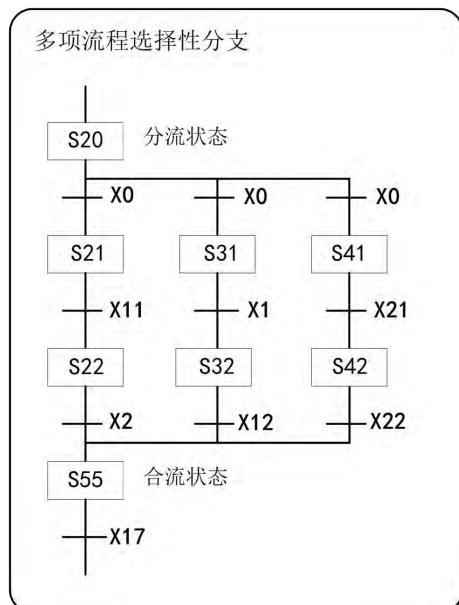 多项流程选择性分支
S20 分流状态
X0 X0 X0
S21 S31 S41
X11 X1 X21
S22 S32 S42
X2 X12 X22
S55 合流状态
X17